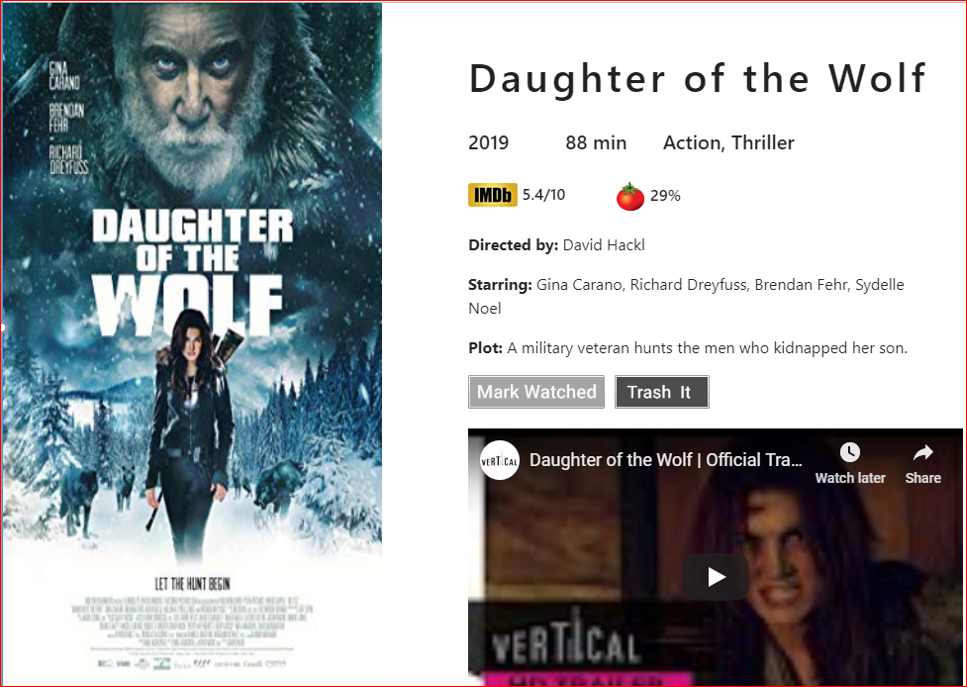 GINA
CARANO
BRENDAN
FEHR
RICHARD
DREYFUSS
DAUGHTER
OF THE
WOLF
LET THE HUNT BEGIN
Daughter of the Wolf
2019 88 min Action, Thriller
IMDb 5.4/10 29%
Directed by: David Hackl
Starring: Gina Carano, Richard Dreyfuss, Brendan Fehr, Sydelle
Noel
Plot: A military veteran hunts the men who kidnapped her son.
Mark Watched Trash It
VERTICAL Daughter of the Wolf | Official Tra...
Watch later Share
VERTICAL
HD TRAILER